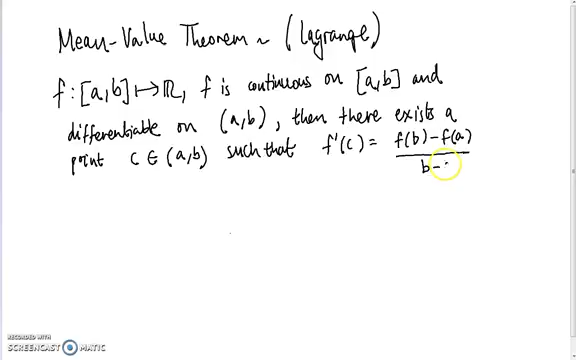 Mean-Value Theorem ~ (Lagrange)
f : [a,b] ↦ ℝ, f is continuous on [a,b] and
differentiable on (a,b), then there exists a
point c ∈ (a,b) such that f'(c) = f(b)-f(a)
b-
RECORDED WITH
SCREENCAST MATIC